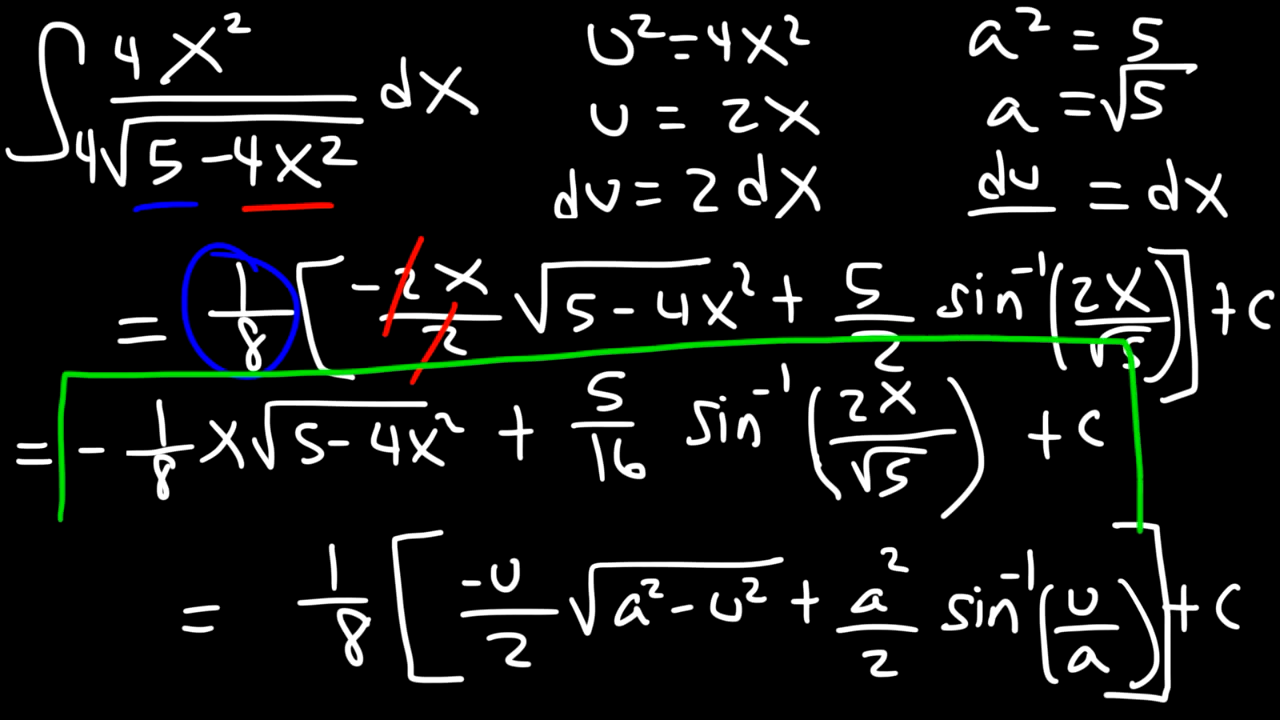 ∫ 4x² / 4√(5-4x²) dx
u² = 4x²
u = 2x
du = 2dx
a² = 5
a = √5
du = dx
= 1/8 [ -2x/2 √(5-4x²) + 5/2 sin⁻¹(2x/√5) ] + C
= -1/8 x√(5-4x²) + 5/16 sin⁻¹(2x/√5) + C
= 1/8 [ -u/2 √(a²-u²) + a²/2 sin⁻¹(u/a) ] + C